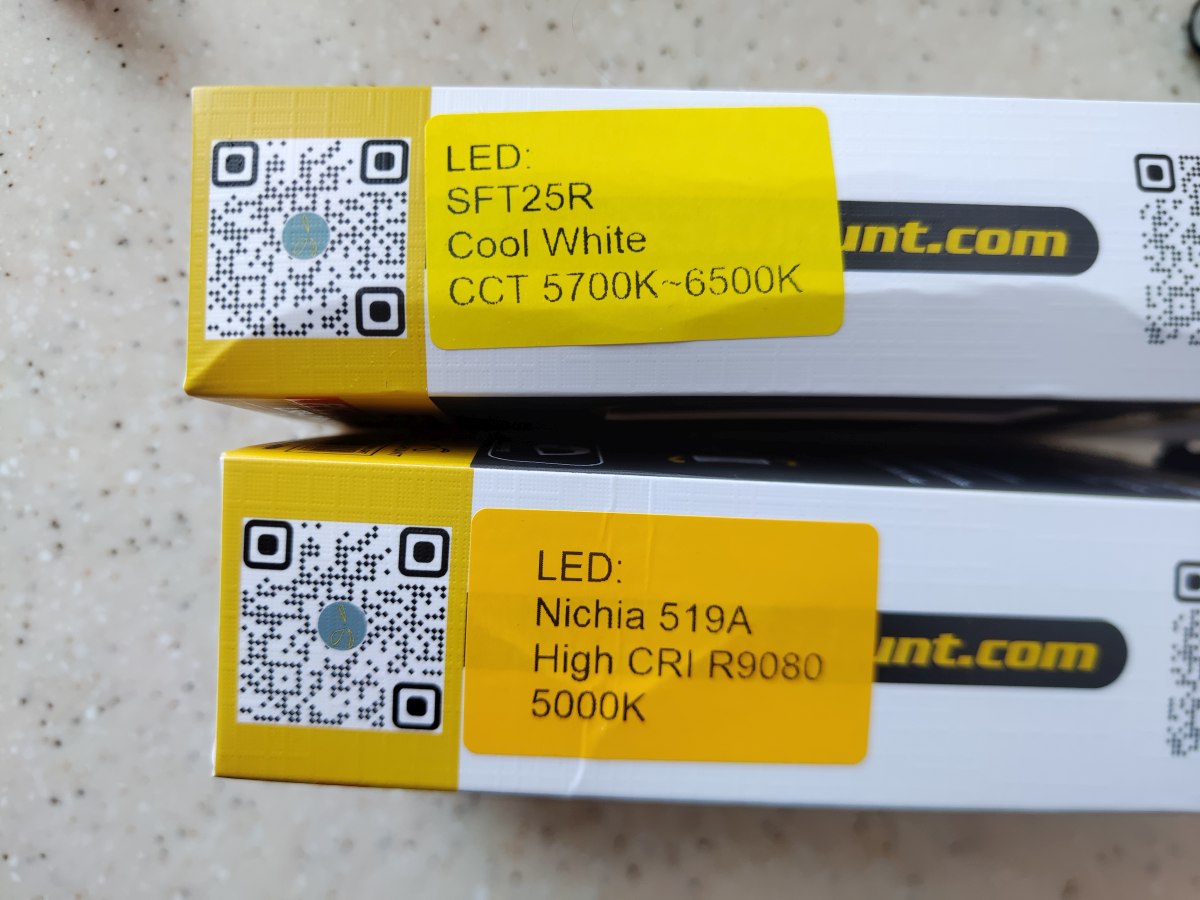 LED:
SFT25R
Cool White
CCT 5700K~6500K
unt.com
LED:
Nichia 519A
High CRI R9080
5000K
unt.com